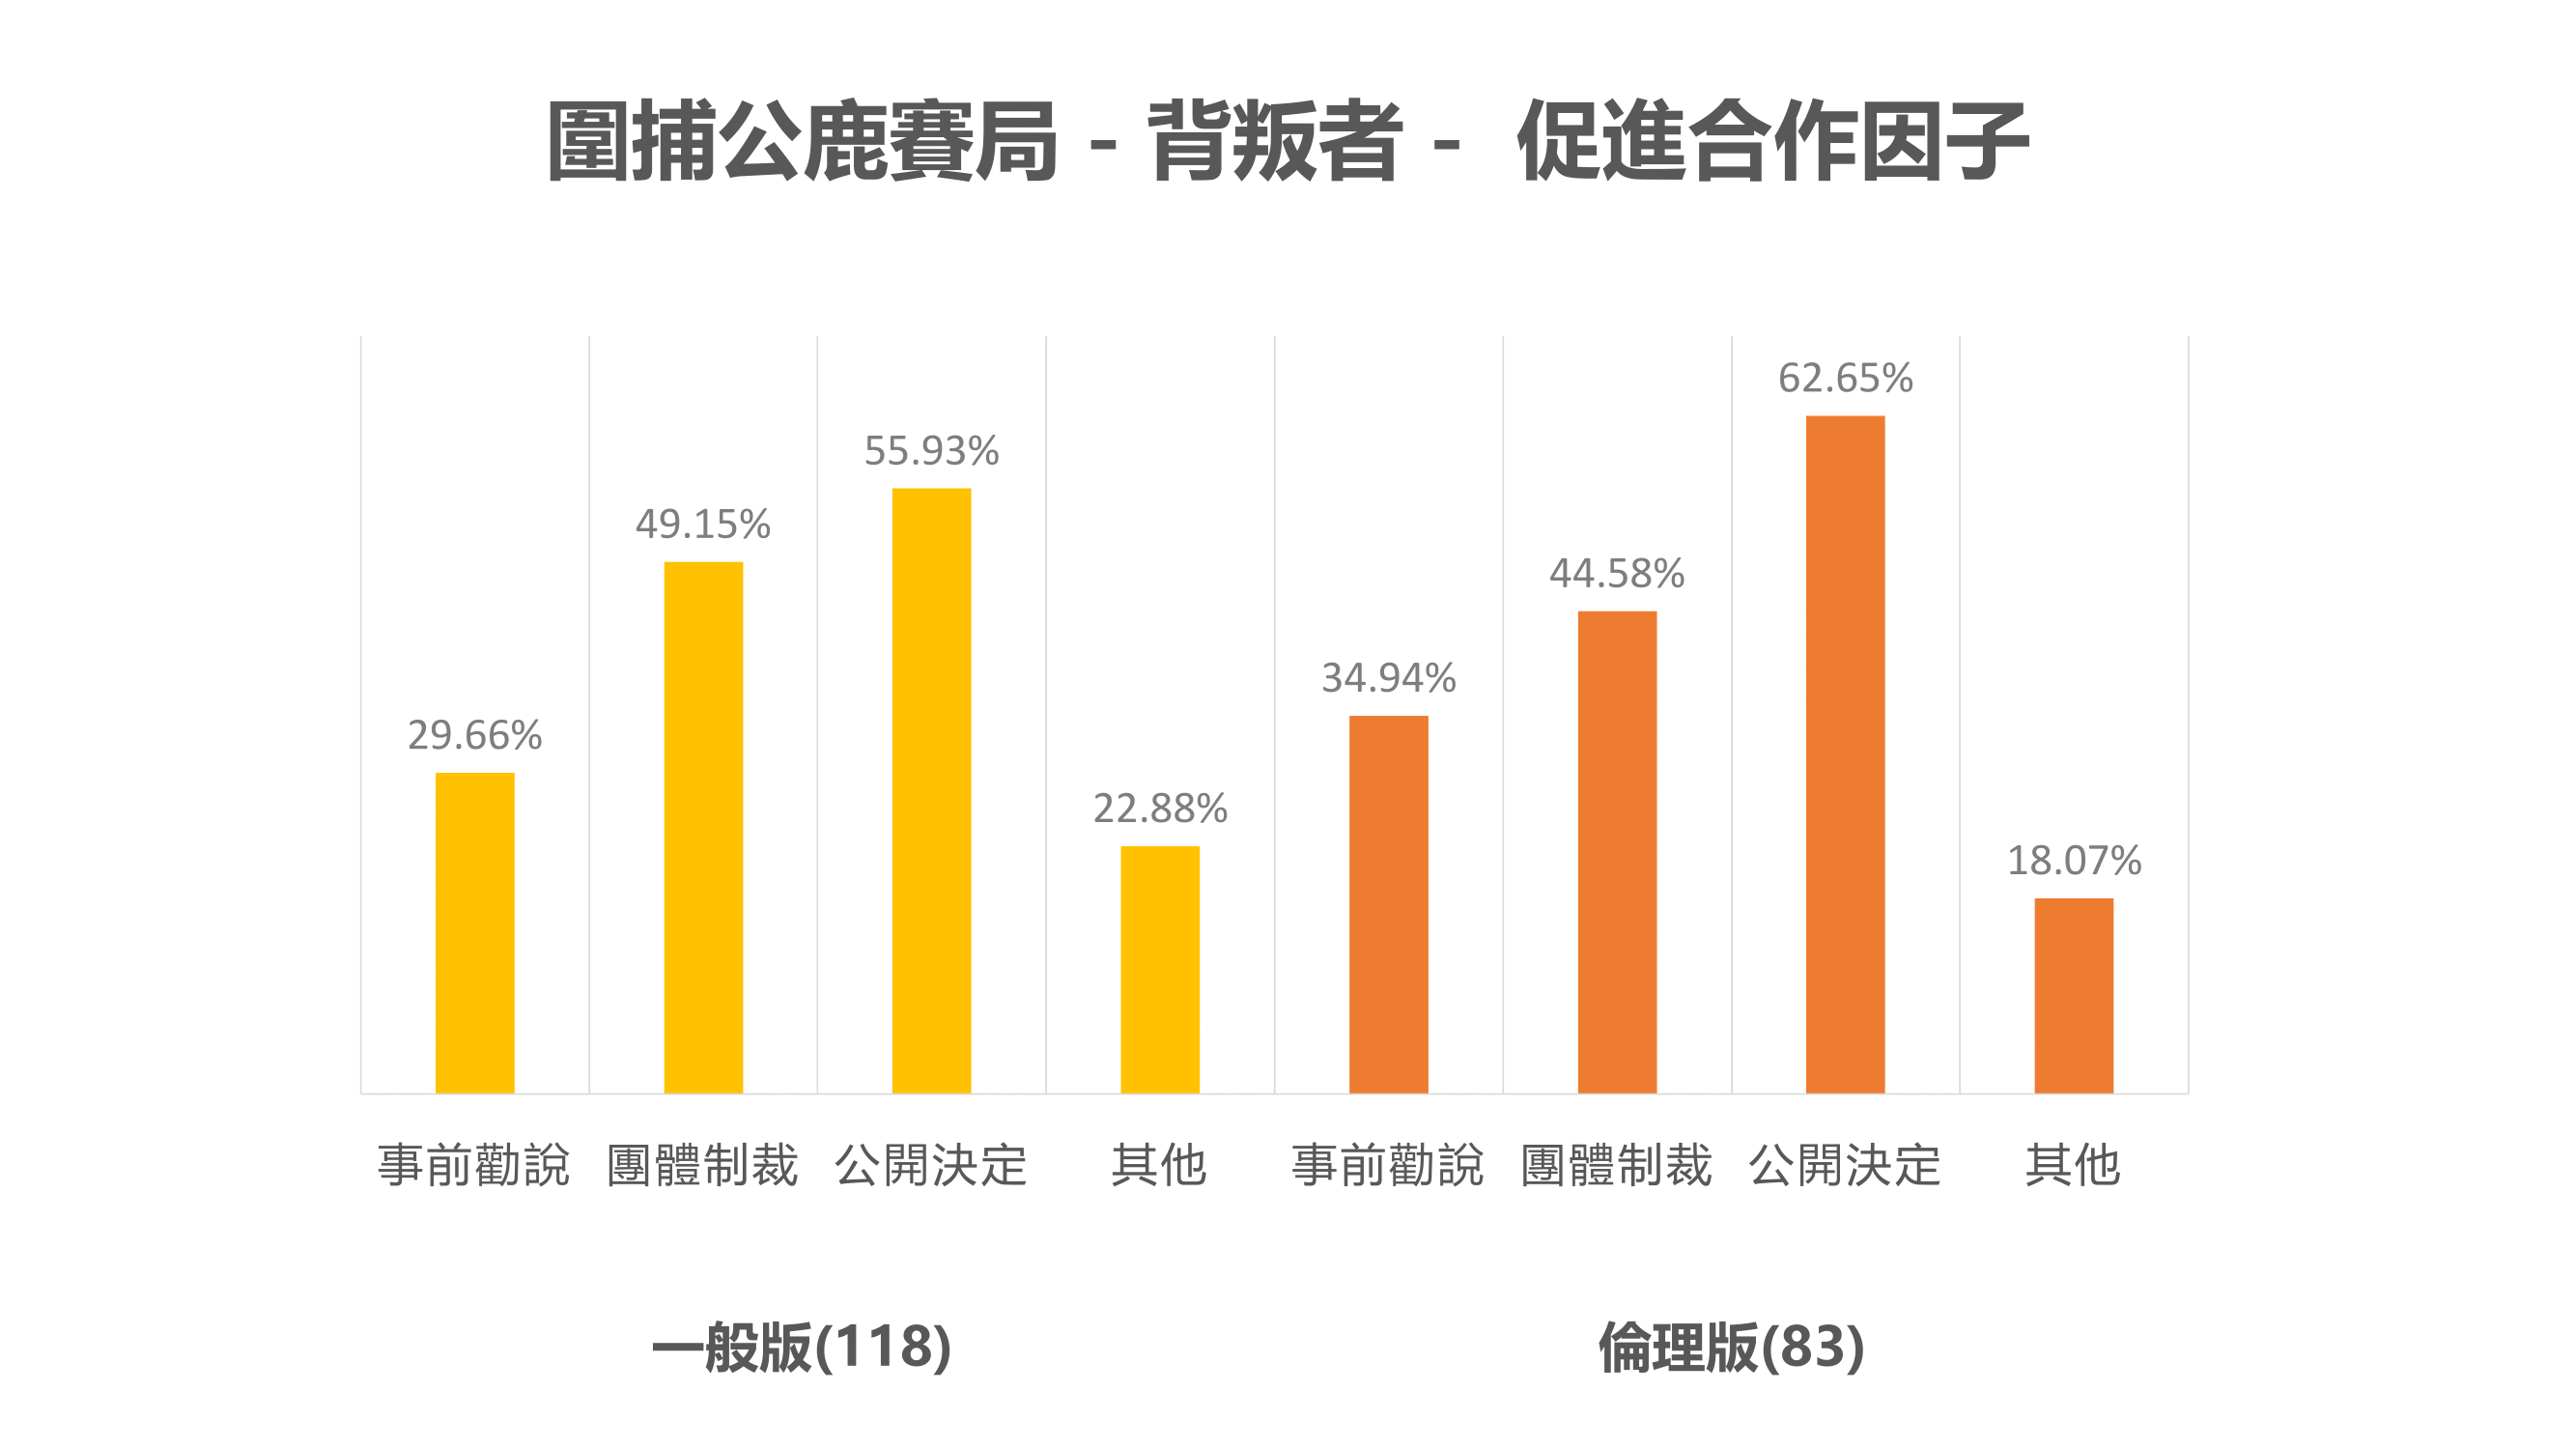 圍捕公鹿賽局 - 背叛者 - 促進合作因子
62.65%
55.93%
49.15%
44.58%
34.94%
29.66%
22.88%
18.07%
事前勸說 團體制裁 公開決定 其他 事前勸說 團體制裁 公開決定 其他
一般版(118) 倫理版(83)